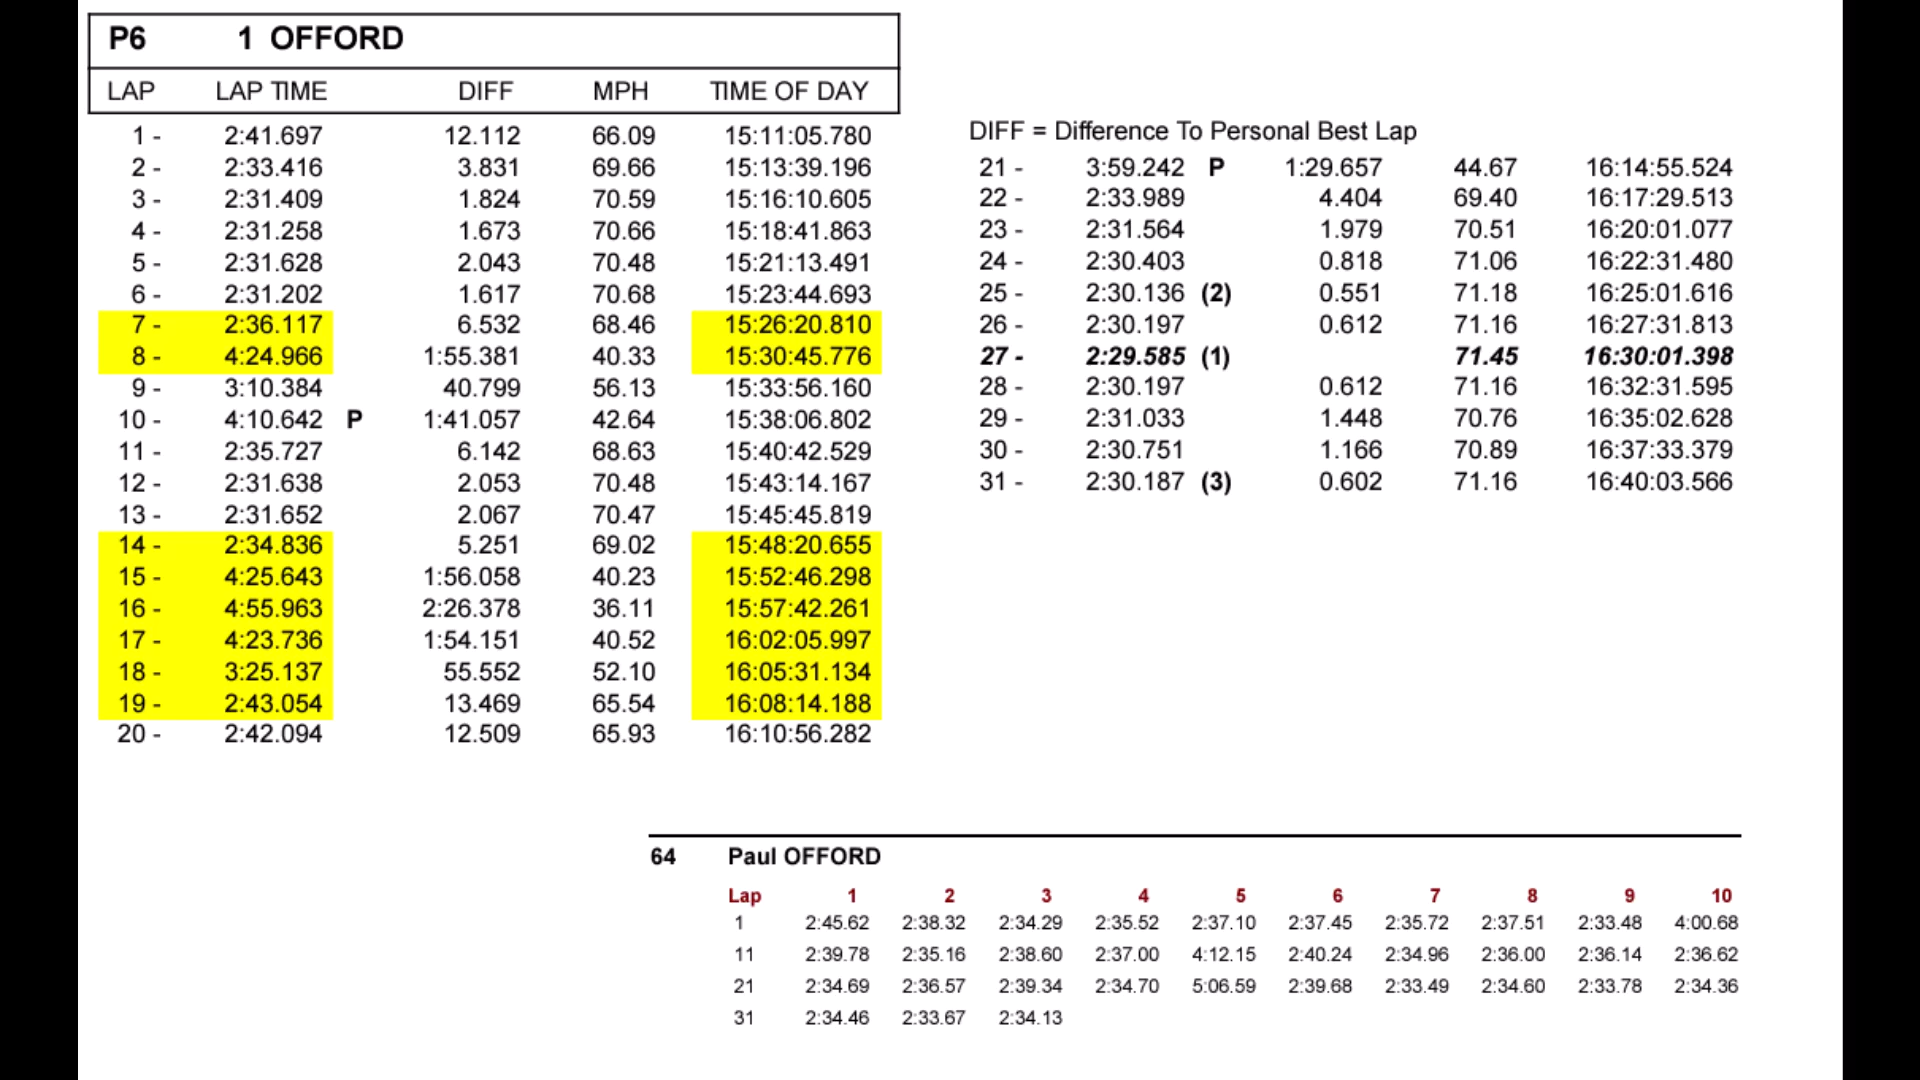 P6 1 OFFORD
LAP LAP TIME DIFF MPH TIME OF DAY
1 - 2:41.697 12.112 66.09 15:11:05.780
2 - 2:33.416 3.831 69.66 15:13:39.196
3 - 2:31.409 1.824 70.59 15:16:10.605
4 - 2:31.258 1.673 70.66 15:18:41.863
5 - 2:31.628 2.043 70.48 15:21:13.491
6 - 2:31.202 1.617 70.68 15:23:44.693
7 - 2:36.117 6.532 68.46 15:26:20.810
8 - 4:24.966 1:55.381 40.33 15:30:45.776
9 - 3:10.384 40.799 56.13 15:33:56.160
10 - 4:10.642 P 1:41.057 42.64 15:38:06.802
11 - 2:35.727 6.142 68.63 15:40:42.529
12 - 2:31.638 2.053 70.48 15:43:14.167
13 - 2:31.652 2.067 70.47 15:45:45.819
14 - 2:34.836 5.251 69.02 15:48:20.655
15 - 4:25.643 1:56.058 40.23 15:52:46.298
16 - 4:55.963 2:26.378 36.11 15:57:42.261
17 - 4:23.736 1:54.151 40.52 16:02:05.997
18 - 3:25.137 55.552 52.10 16:05:31.134
19 - 2:43.054 13.469 65.54 16:08:14.188
20 - 2:42.094 12.509 65.93 16:10:56.282
DIFF = Difference To Personal Best Lap
21 - 3:59.242 P 1:29.657 44.67 16:14:55.524
22 - 2:33.989 4.404 69.40 16:17:29.513
23 - 2:31.564 1.979 70.51 16:20:01.077
24 - 2:30.403 0.818 71.06 16:22:31.480
25 - 2:30.136 (2) 0.551 71.18 16:25:01.616
26 - 2:30.197 0.612 71.16 16:27:31.813
27 - 2:29.585 (1) 71.45 16:30:01.398
28 - 2:30.197 0.612 71.16 16:32:31.595
29 - 2:31.033 1.448 70.76 16:35:02.628
30 - 2:30.751 1.166 70.89 16:37:33.379
31 - 2:30.187 (3) 0.602 71.16 16:40:03.566
64 Paul OFFORD
Lap 1 2 3 4 5 6 7 8 9 10
1 2:45.62 2:38.32 2:34.29 2:35.52 2:37.10 2:37.45 2:35.72 2:37.51 2:33.48 4:00.68
11 2:39.78 2:35.16 2:38.60 2:37.00 4:12.15 2:40.24 2:34.96 2:36.00 2:36.14 2:36.62
21 2:34.69 2:36.57 2:39.34 2:34.70 5:06.59 2:39.68 2:33.49 2:34.60 2:33.78 2:34.36
31 2:34.46 2:33.67 2:34.13